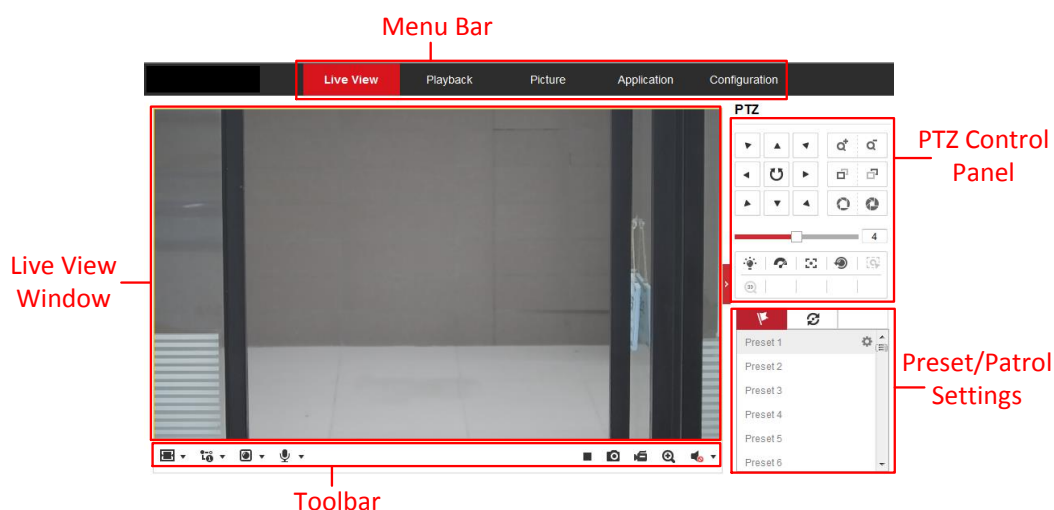 Menu Bar
Live View
Playback
Picture
Application
Configuration
PTZ
PTZ Control
Panel
4
Live View
Window
3D
Preset 1
Preset 2
Preset 3
Preset 4
Preset 5
Preset 6
Preset/Patrol
Settings
Toolbar